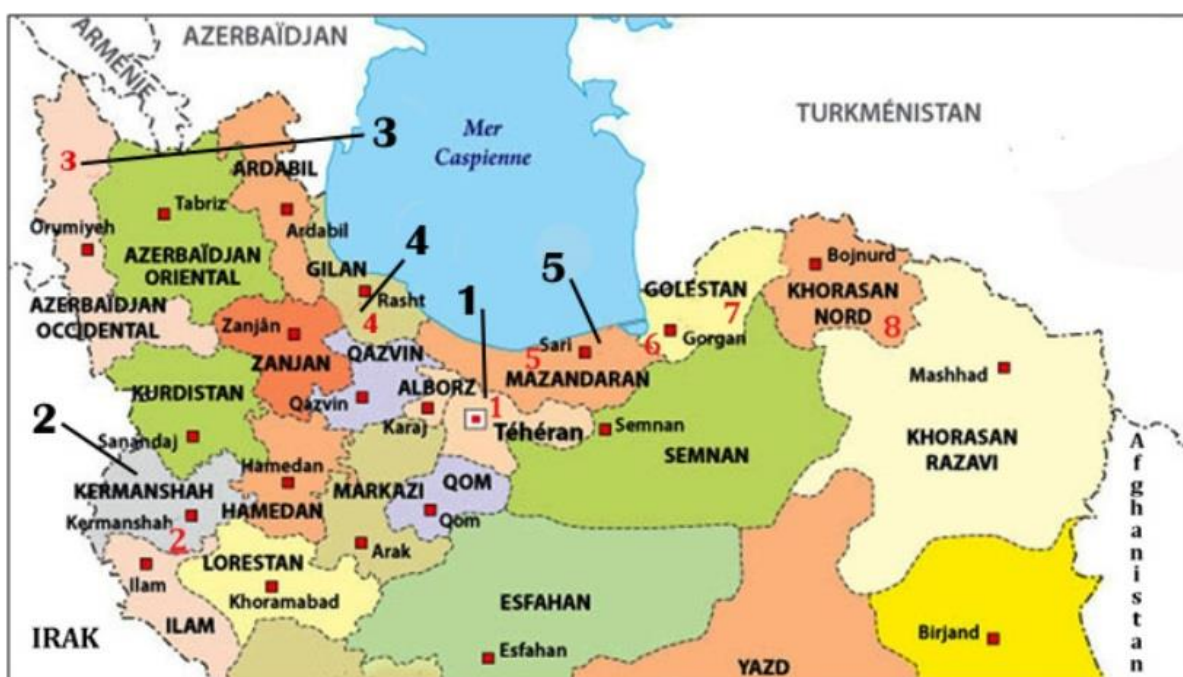 AZERBAÏDJAN
ARMÉNIE
TURKMÉNISTAN
Mer
Caspienne
3
3
ARDABIL
Tabriz
Ardabil
Orumiyeh
AZERBAÏDJAN
ORIENTAL
4
GILAN
5
Bojnurd
GOLESTAN
KHORASAN
NORD
1
Rasht
AZERBAÏDJAN
OCCIDENTAL
4
7
8
Zanjân
ZANJAN
QAZVIN
Sari
5
6
Gorgan
MAZANDARAN
Mashhad
KURDISTAN
ALBORZ
Qazvin
1
2
Karaj
Téhéran
Semnan
Sanandaj
KHORASAN
RAZAVI
SEMNAN
Hamedan
KERMANSHAH
MARKAZI
QOM
HAMEDAN
Kermanshah
Qom
2
Arak
LORESTAN
Ilam
Khoramabad
ESFAHAN
ILAM
IRAK
Esfahan
Birjand
YAZD
Afghanistan